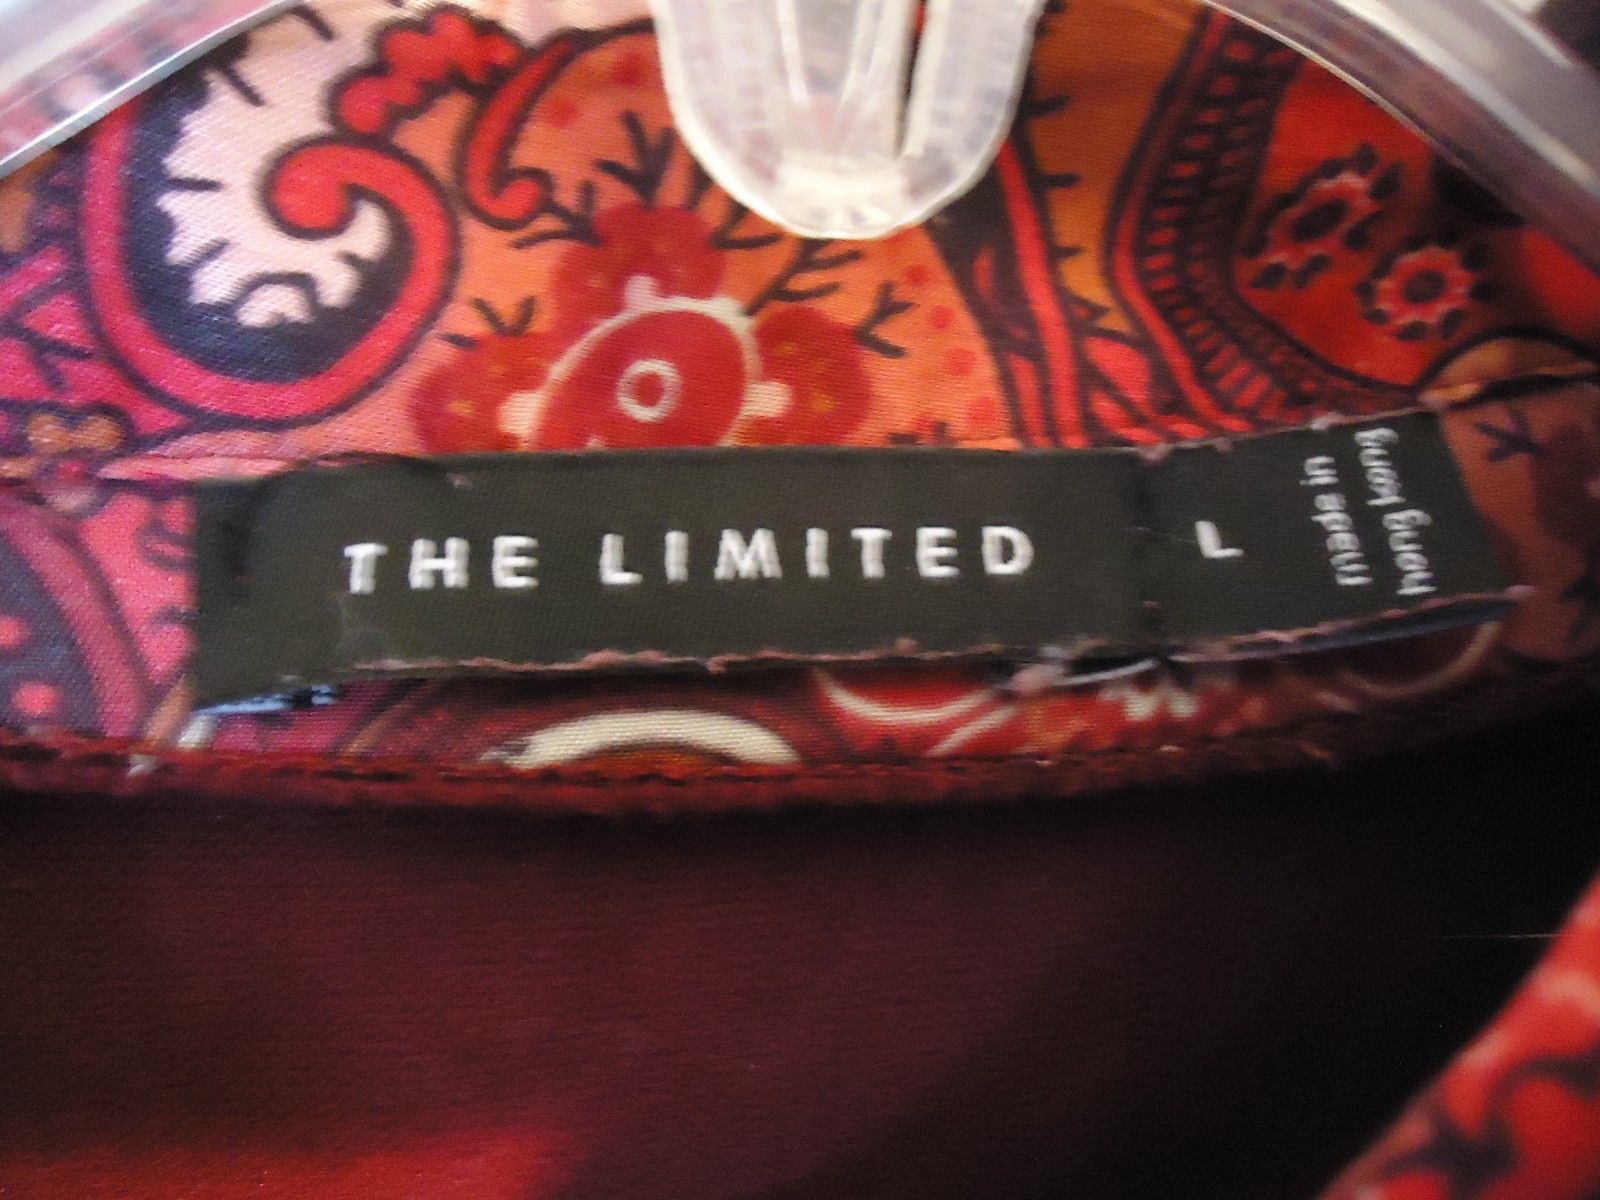 THE LIMITED
L
made in
hong kong